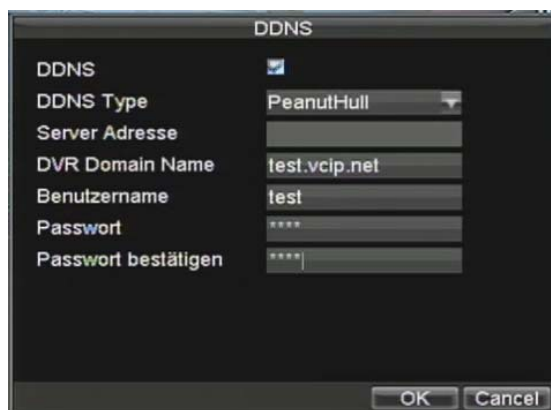 DDNS
DDNS
DDNS Type PeanutHull
Server Adresse
DVR Domain Name test.vcip.net
Benutzername test
Passwort ****
Passwort bestätigen ****
OK Cancel